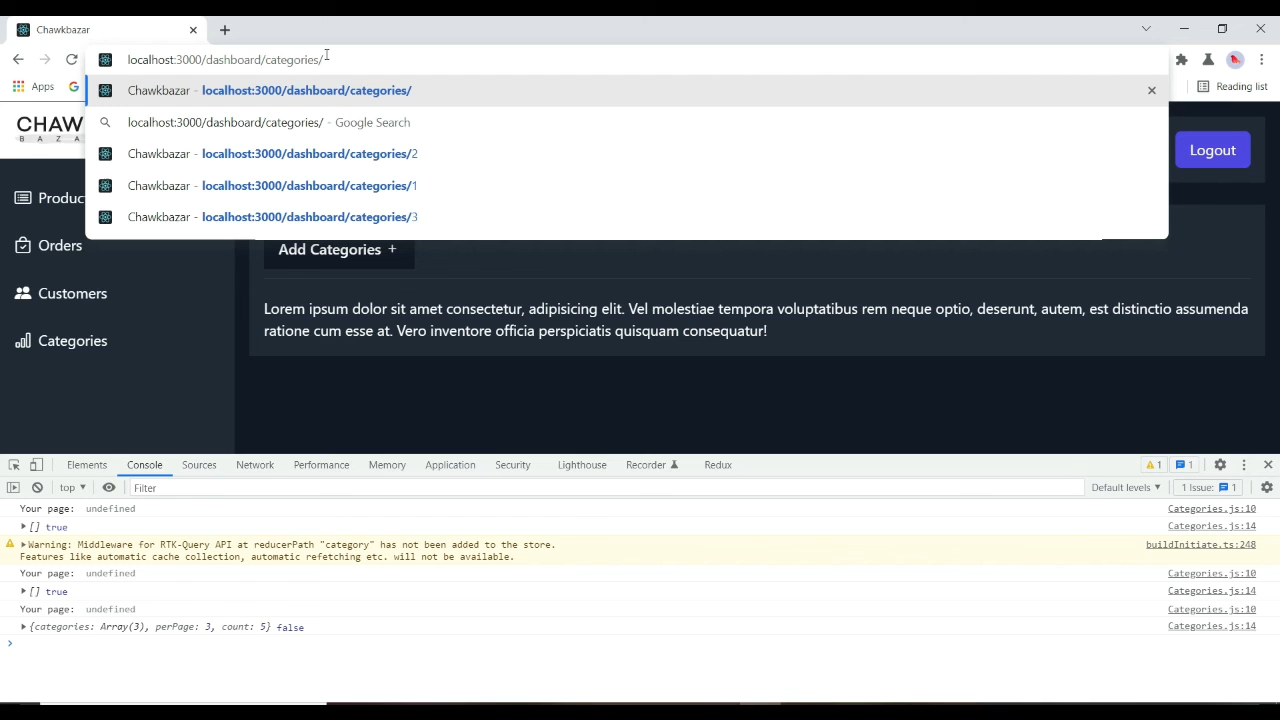 Chawkbazar
localhost:3000/dashboard/categories/
Apps
Reading list
Chawkbazar - localhost:3000/dashboard/categories/
localhost:3000/dashboard/categories/ - Google Search
Chawkbazar - localhost:3000/dashboard/categories/2
Chawkbazar - localhost:3000/dashboard/categories/1
Chawkbazar - localhost:3000/dashboard/categories/3
CHAW
B A Z A
Logout
Produc
Orders
Customers
Categories
Add Categories +
Lorem ipsum dolor sit amet consectetur, adipisicing elit. Vel molestiae tempora voluptatibus rem neque optio, deserunt, autem, est distinctio assumenda
ratione cum esse at. Vero inventore officia perspiciatis quisquam consequatur!
Elements Console Sources Network Performance Memory Application Security Lighthouse Recorder Redux 1 1
top Filter Default levels 1 Issue: 1
Your page: undefined Categories.js:10
[] true Categories.js:14
Warning: Middleware for RTK-Query API at reducerPath "category" has not been added to the store. buildInitiate.ts:248
Features like automatic cache collection, automatic refetching etc. will not be available.
Your page: undefined Categories.js:10
[] true Categories.js:14
Your page: undefined Categories.js:10
{categories: Array(3), perPage: 3, count: 5} false Categories.js:14